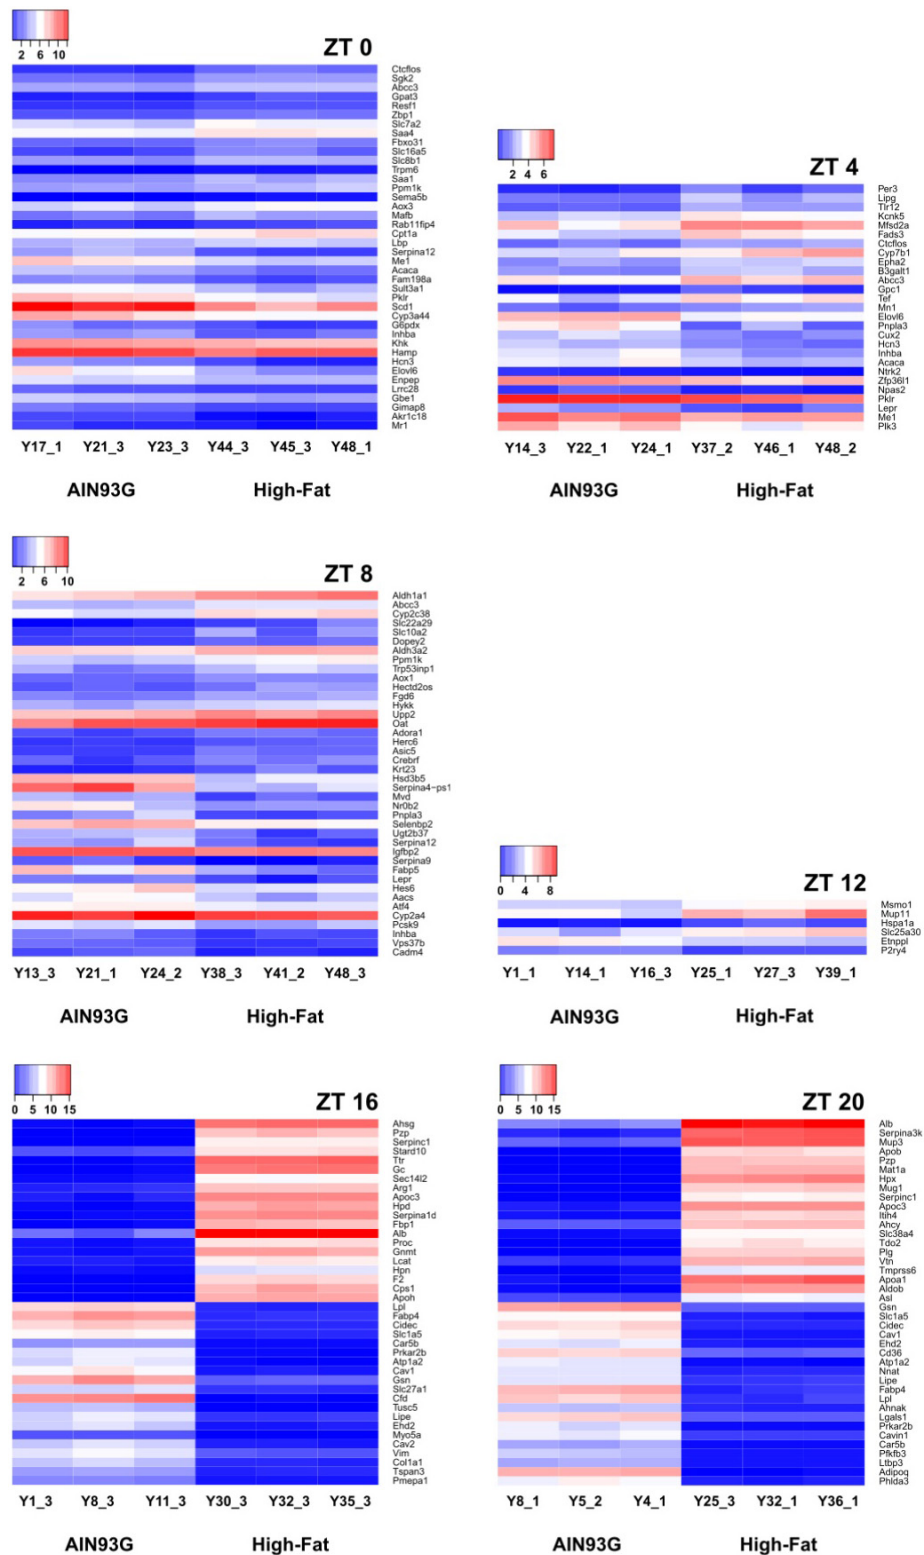 ZT 0
2 6 10
Ctcflos
Sgk2
Abcc3
Gpat3
Resf1
Zbp1
Slc7a2
Saa4
Fbxo31
Slc16a5
Slc8b1
Trpm6
Saa1
Ppm1k
Sema5b
Aox3
Mafb
Rab11fip4
Cpt1a
Lbp
Serpina12
Me1
Acaca
Fam198a
Sult3a1
Pklr
Scd1
Cyp3a44
G6pdx
Inhba
Khk
Hamp
Hcn3
Elovl6
Enpep
Lrrc28
Gbe1
Gimap8
Akr1c18
Mr1
Y17_1 Y21_3 Y23_3 Y44_3 Y45_3 Y48_1
AIN93G High-Fat
ZT 4
2 4 6
Per3
Lipg
Tlr12
Kcnk5
Mfsd2a
Fads3
Ctcflos
Cyp7b1
Epha2
B3galt1
Abcc3
Gpc1
Tef
Mn1
Elovl6
Pnpla3
Cux2
Hcn3
Inhba
Acaca
Ntrk2
Zfp36l1
Npas2
Pklr
Lepr
Me1
Plk3
Y14_3 Y22_1 Y24_1 Y37_2 Y46_1 Y48_2
AIN93G High-Fat
ZT 8
2 6 10
Aldh1a1
Abcc3
Cyp2c38
Slc22a29
Slc10a2
Dopey2
Aldh3a2
Ppm1k
Trp53inp1
Aox1
Hectd2os
Fgd6
Hykk
Upp2
Oat
Adora1
Herc6
Asic5
Crebrf
Krt23
Hsd3b5
Serpina4-ps1
Mvd
Nr0b2
Pnpla3
Selenbp2
Ugt2b37
Serpina12
Igfbp2
Serpina9
Fabp5
Lepr
Hes6
Aacs
Atf4
Cyp2a4
Pcsk9
Inhba
Vps37b
Cadm4
Y13_3 Y21_1 Y24_2 Y38_3 Y41_2 Y48_3
AIN93G High-Fat
ZT 12
0 4 8
Msmo1
Mup11
Hspa1a
Slc25a30
Etnppl
P2ry4
Y1_1 Y14_1 Y16_3 Y25_1 Y27_3 Y39_1
AIN93G High-Fat
ZT 16
0 5 10 15
Ahsg
Pzp
Serpinc1
Stard10
Ttr
Gc
Sec14l2
Arg1
Apoc3
Hpd
Serpina1d
Fbp1
Alb
Proc
Gnmt
Lcat
Hpn
F2
Cps1
Apoh
Lpl
Fabp4
Cidec
Slc1a5
Car5b
Prkar2b
Atp1a2
Cav1
Gsn
Slc27a1
Cfd
Tusc5
Lipe
Ehd2
Myo5a
Cav2
Vim
Col1a1
Tspan3
Pmepa1
Y1_3 Y8_3 Y11_3 Y30_3 Y32_3 Y35_3
AIN93G High-Fat
ZT 20
0 5 10 15
Alb
Serpina3k
Mup3
Apob
Pzp
Mat1a
Hpx
Mug1
Serpinc1
Apoc3
Itih4
Ahcy
Slc38a4
Tdo2
Plg
Vtn
Tmprss6
Apoa1
Aldob
Asl
Gsn
Slc1a5
Cidec
Cav1
Ehd2
Cd36
Atp1a2
Nnat
Lipe
Fabp4
Lpl
Ahnak
Lgals1
Prkar2b
Cavin1
Car5b
Pfkfb3
Ltbp3
Adipoq
Phlda3
Y8_1 Y5_2 Y4_1 Y25_3 Y32_1 Y36_1
AIN93G High-Fat